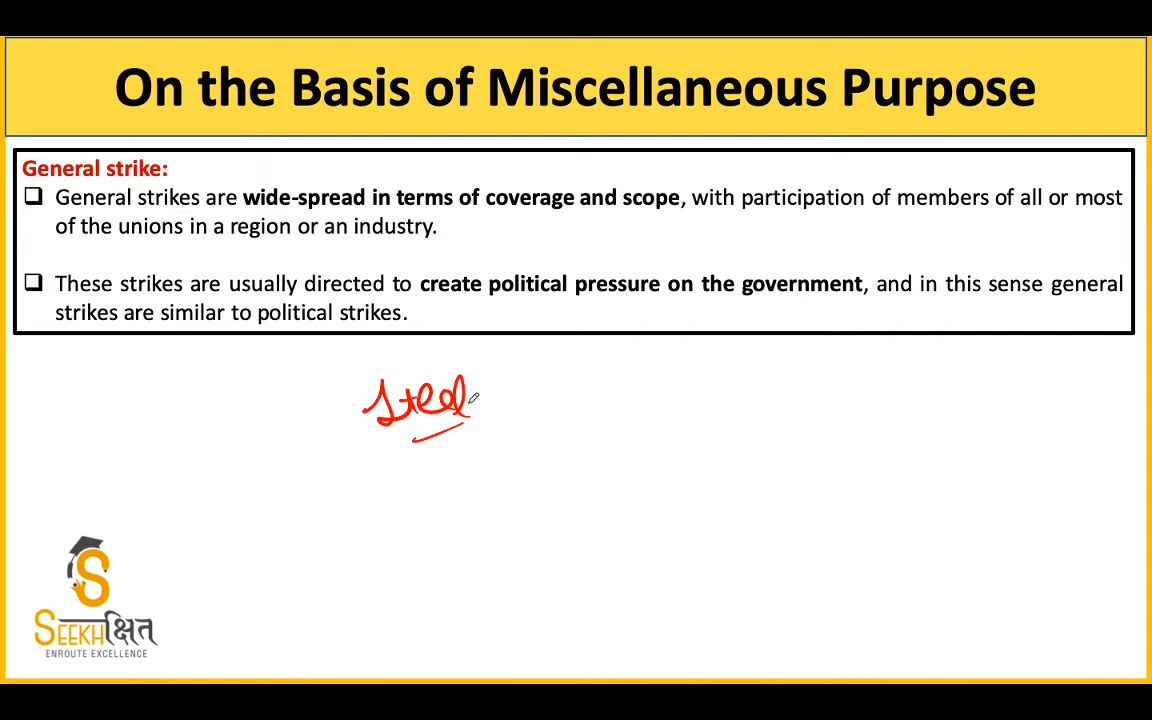 On the Basis of Miscellaneous Purpose
General strike:
General strikes are wide-spread in terms of coverage and scope, with participation of members of all or most
of the unions in a region or an industry.
These strikes are usually directed to create political pressure on the government, and in this sense general
strikes are similar to political strikes.
Steel
SEEKHक्षित
ENROUTE EXCELLENCE